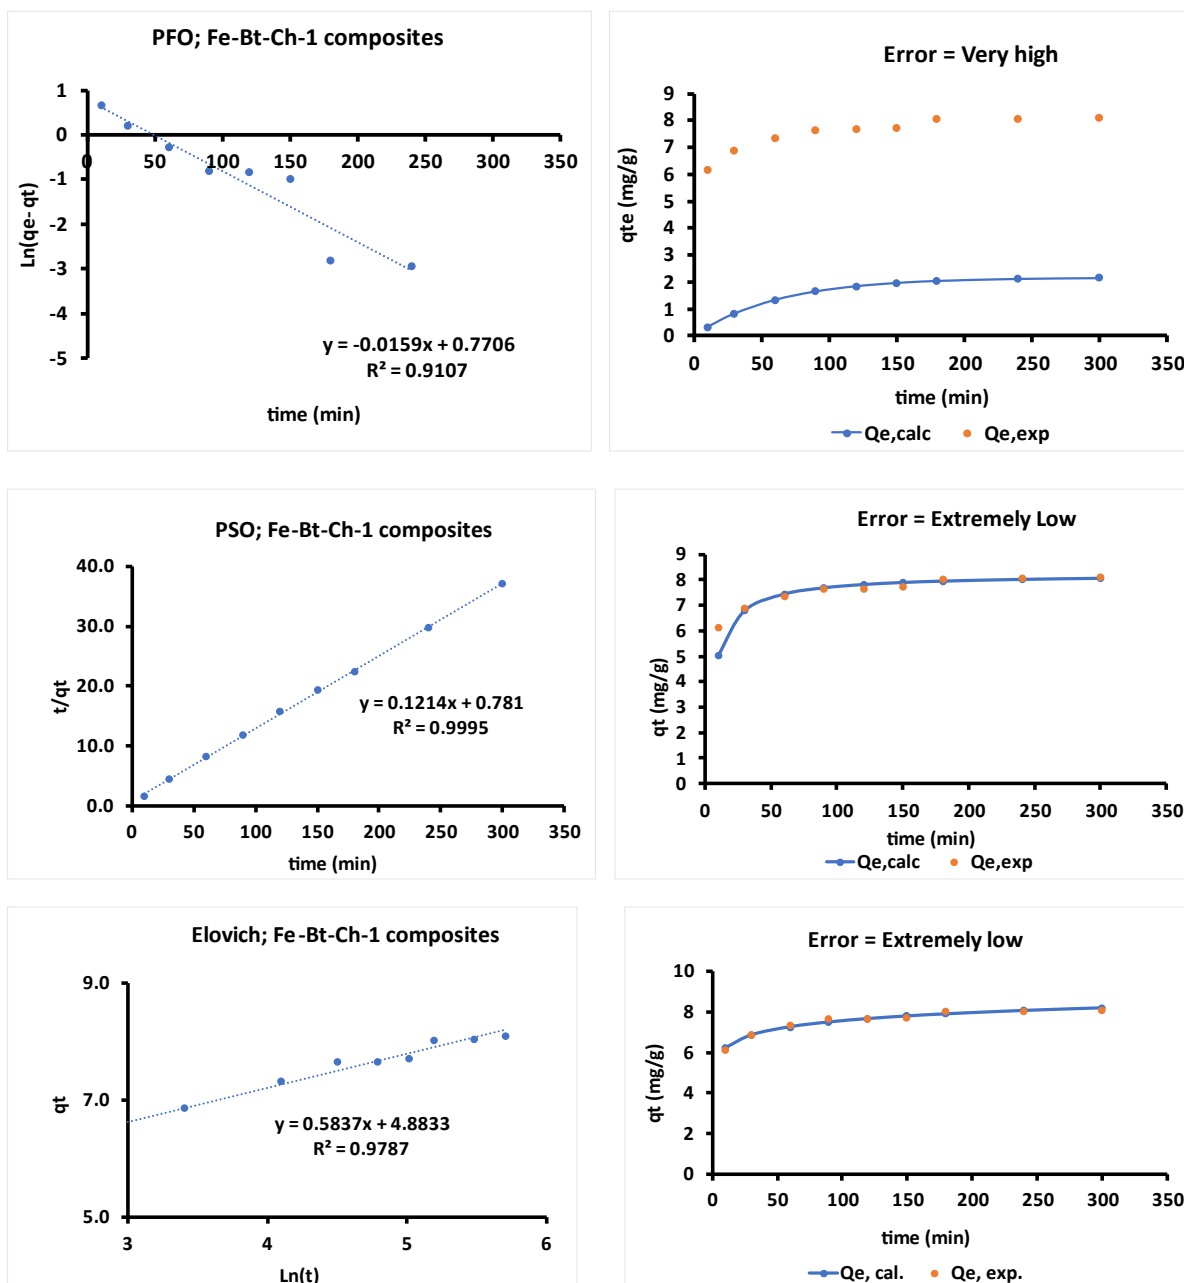 PFO; Fe-Bt-Ch-1 composites
1
0
-1
-2
-3
-4
-5
0 50 100 150 200 250 300 350
Ln(qe- qt)
y = -0.0159x + 0.7706
R² = 0.9107
time (min)
Error = Very high
9
8
7
6
5
4
3
2
1
0
qte (mg/g)
0 50 100 150 200 250 300 350
time (min)
Qe,calc Qe,exp
PSO; Fe-Bt-Ch-1 composites
40.0
30.0
20.0
10.0
0.0
t/qt
y = 0.1214x + 0.781
R² = 0.9995
0 50 100 150 200 250 300 350
time (min)
Error = Extremely Low
9
8
7
6
5
4
3
2
1
0
qt (mg/g)
0 50 100 150 200 250 300 350
time (min)
Qe,calc Qe,exp
Elovich; Fe-Bt-Ch-1 composites
9.0
7.0
5.0
qt
y = 0.5837x + 4.8833
R² = 0.9787
3 4 5 6
Ln(t)
Error = Extremely low
10
8
6
4
2
0
qt (mg/g)
0 50 100 150 200 250 300 350
time (min)
Qe, cal. Qe, exp.